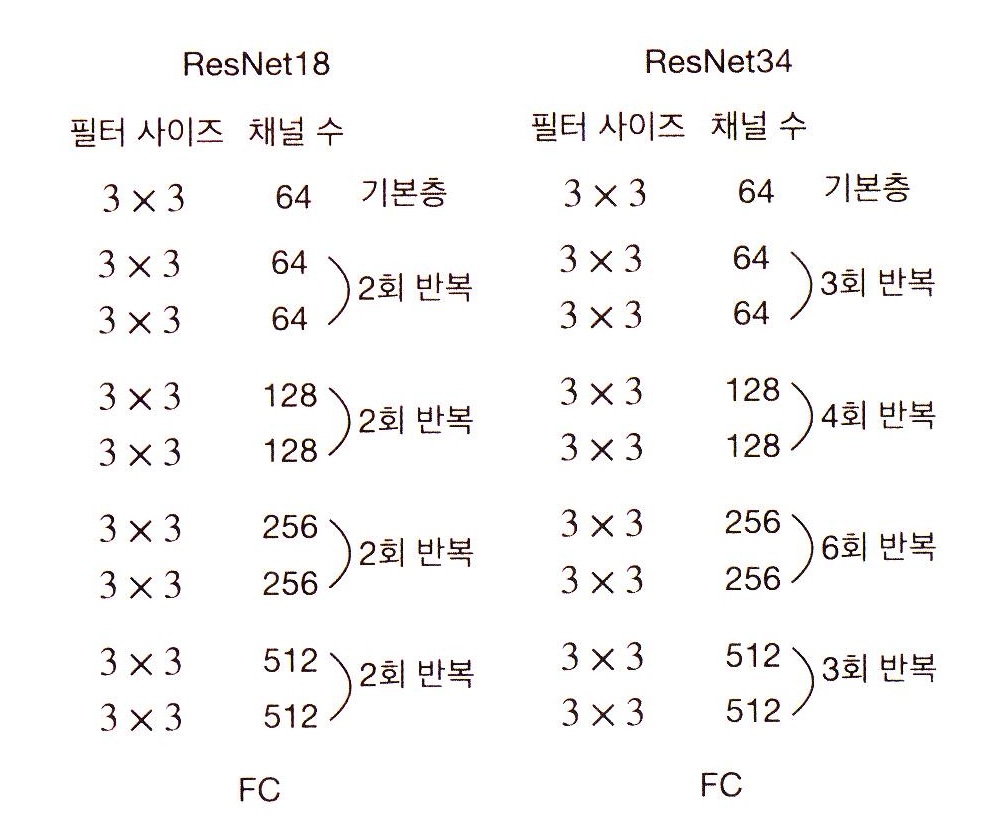 ResNet18
필터 사이즈 채널 수
3 × 3 64 기본층
3 × 3 64
3 × 3 64
2회 반복
3 × 3 128
3 × 3 128
2회 반복
3 × 3 256
3 × 3 256
2회 반복
3 × 3 512
3 × 3 512
2회 반복
FC
ResNet34
필터 사이즈 채널 수
3 × 3 64 기본층
3 × 3 64
3 × 3 64
3회 반복
3 × 3 128
3 × 3 128
4회 반복
3 × 3 256
3 × 3 256
6회 반복
3 × 3 512
3 × 3 512
3회 반복
FC